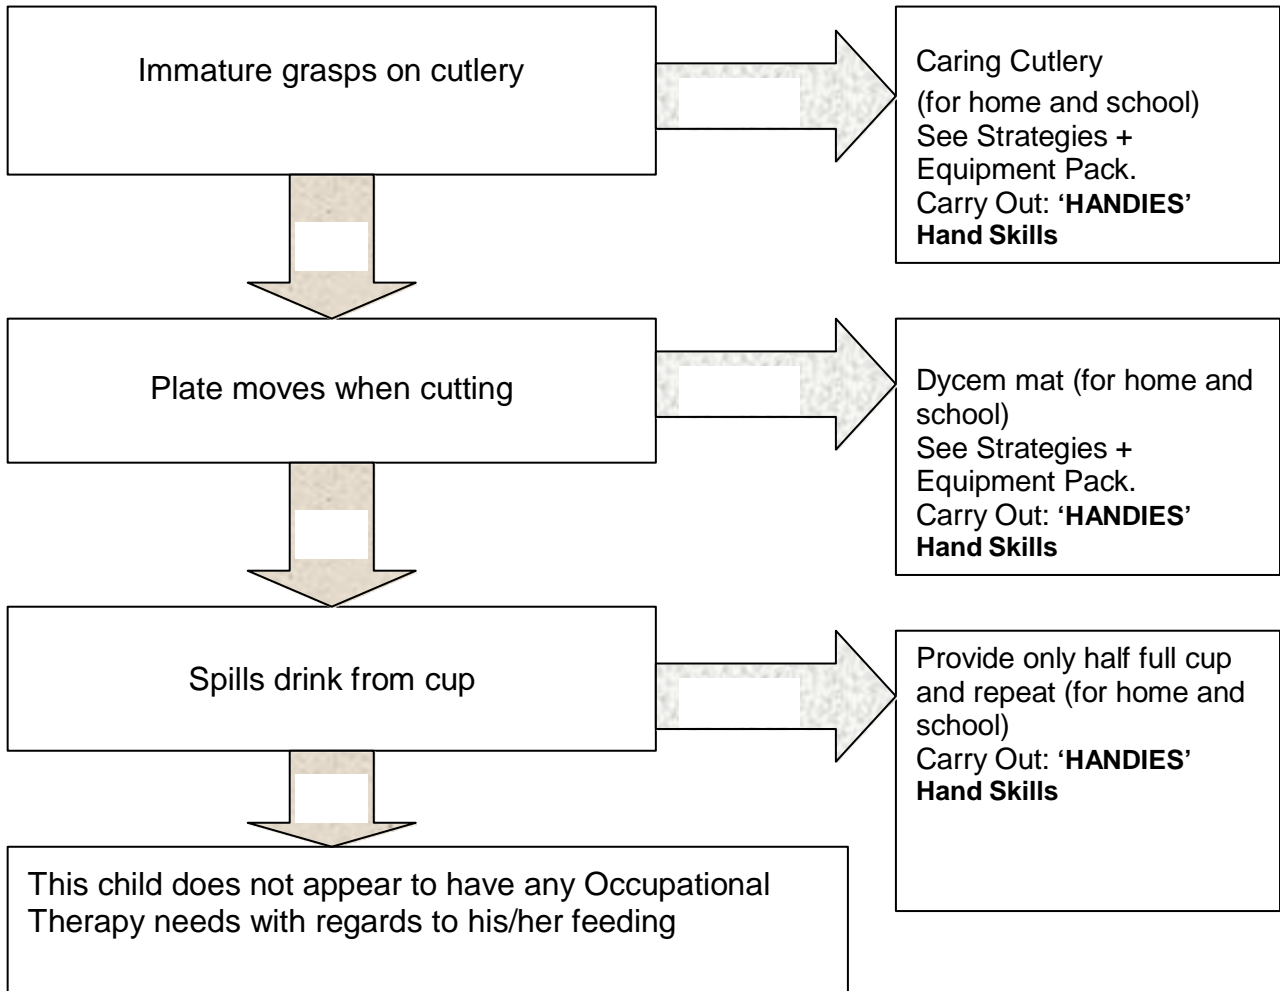 Immature grasps on cutlery
Caring Cutlery
(for home and school)
See Strategies +
Equipment Pack.
Carry Out: ‘HANDIES’
Hand Skills
Plate moves when cutting
Dycem mat (for home and
school)
See Strategies +
Equipment Pack.
Carry Out: ‘HANDIES’
Hand Skills
Spills drink from cup
Provide only half full cup
and repeat (for home and
school)
Carry Out: ‘HANDIES’
Hand Skills
This child does not appear to have any Occupational
Therapy needs with regards to his/her feeding